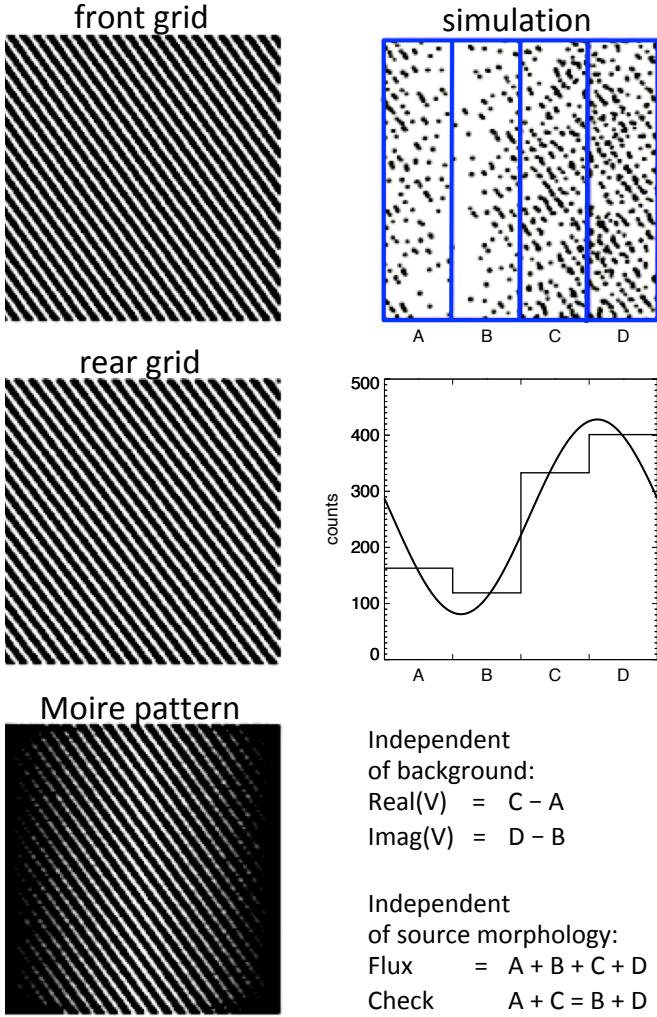 front grid
simulation
A B C D
rear grid
500
400
300
200
100
0
counts
A B C D
Moire pattern
Independent
of background:
Real(V) = C − A
Imag(V) = D − B
Independent
of source morphology:
Flux = A + B + C + D
Check A + C = B + D